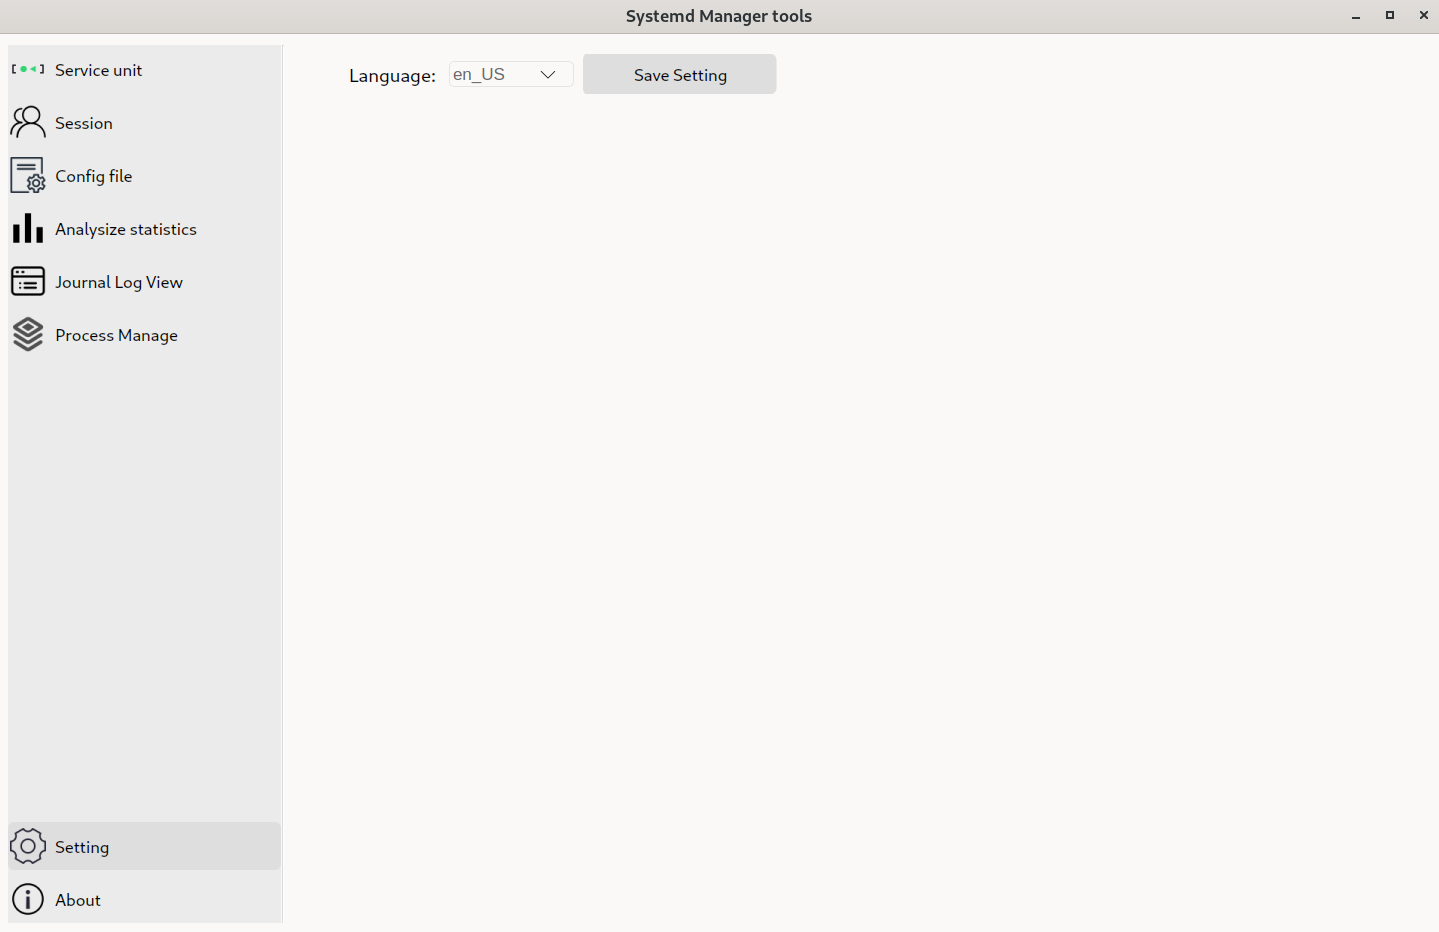 Systemd Manager tools
Service unit
Session
Config file
Analysize statistics
Journal Log View
Process Manage
Setting
About
Language: en_US Save Setting